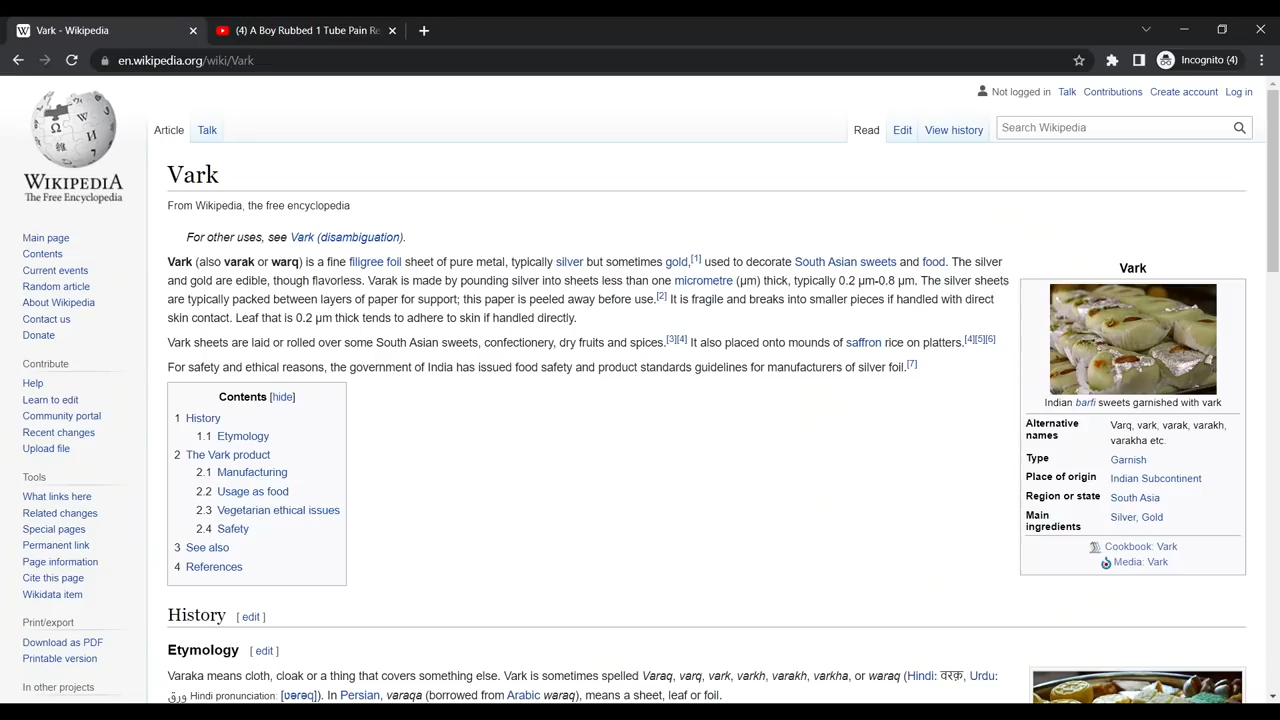 Vark - Wikipedia
(4) A Boy Rubbed 1 Tube Pain Re
en.wikipedia.org/wiki/Vark
Incognito (4)
Not logged in Talk Contributions Create account Log in
Article Talk
Read Edit View history
Search Wikipedia
WIKIPEDIA
The Free Encyclopedia
Main page
Contents
Current events
Random article
About Wikipedia
Contact us
Donate
Contribute
Help
Learn to edit
Community portal
Recent changes
Upload file
Tools
What links here
Related changes
Special pages
Permanent link
Page information
Cite this page
Wikidata item
Print/export
Download as PDF
Printable version
In other projects
Vark
From Wikipedia, the free encyclopedia
For other uses, see Vark (disambiguation).
Vark (also varak or warq) is a fine filigree foil sheet of pure metal, typically silver but sometimes gold,[1] used to decorate South Asian sweets and food. The silver
and gold are edible, though flavorless. Varak is made by pounding silver into sheets less than one micrometre (μm) thick, typically 0.2 μm-0.8 μm. The silver sheets
are typically packed between layers of paper for support; this paper is peeled away before use.[2] It is fragile and breaks into smaller pieces if handled with direct
skin contact. Leaf that is 0.2 μm thick tends to adhere to skin if handled directly.
Vark sheets are laid or rolled over some South Asian sweets, confectionery, dry fruits and spices.[3][4] It also placed onto mounds of saffron rice on platters.[4][5][6]
For safety and ethical reasons, the government of India has issued food safety and product standards guidelines for manufacturers of silver foil.[7]
Contents [hide]
1 History
1.1 Etymology
2 The Vark product
2.1 Manufacturing
2.2 Usage as food
2.3 Vegetarian ethical issues
2.4 Safety
3 See also
4 References
Vark
Indian barfi sweets garnished with vark
Alternative names Varq, vark, varak, varakh, varakha etc.
Type Garnish
Place of origin Indian Subcontinent
Region or state South Asia
Main ingredients Silver, Gold
Cookbook: Vark
Media: Vark
History [ edit ]
Etymology [ edit ]
Varaka means cloth, cloak or a thing that covers something else. Vark is sometimes spelled Varaq, varq, vark, varkh, varakh, varkha, or waraq (Hindi: वरक़, Urdu:
ورق Hindi pronunciation: [ʋərəq]). In Persian, varaqa (borrowed from Arabic waraq), means a sheet, leaf or foil.